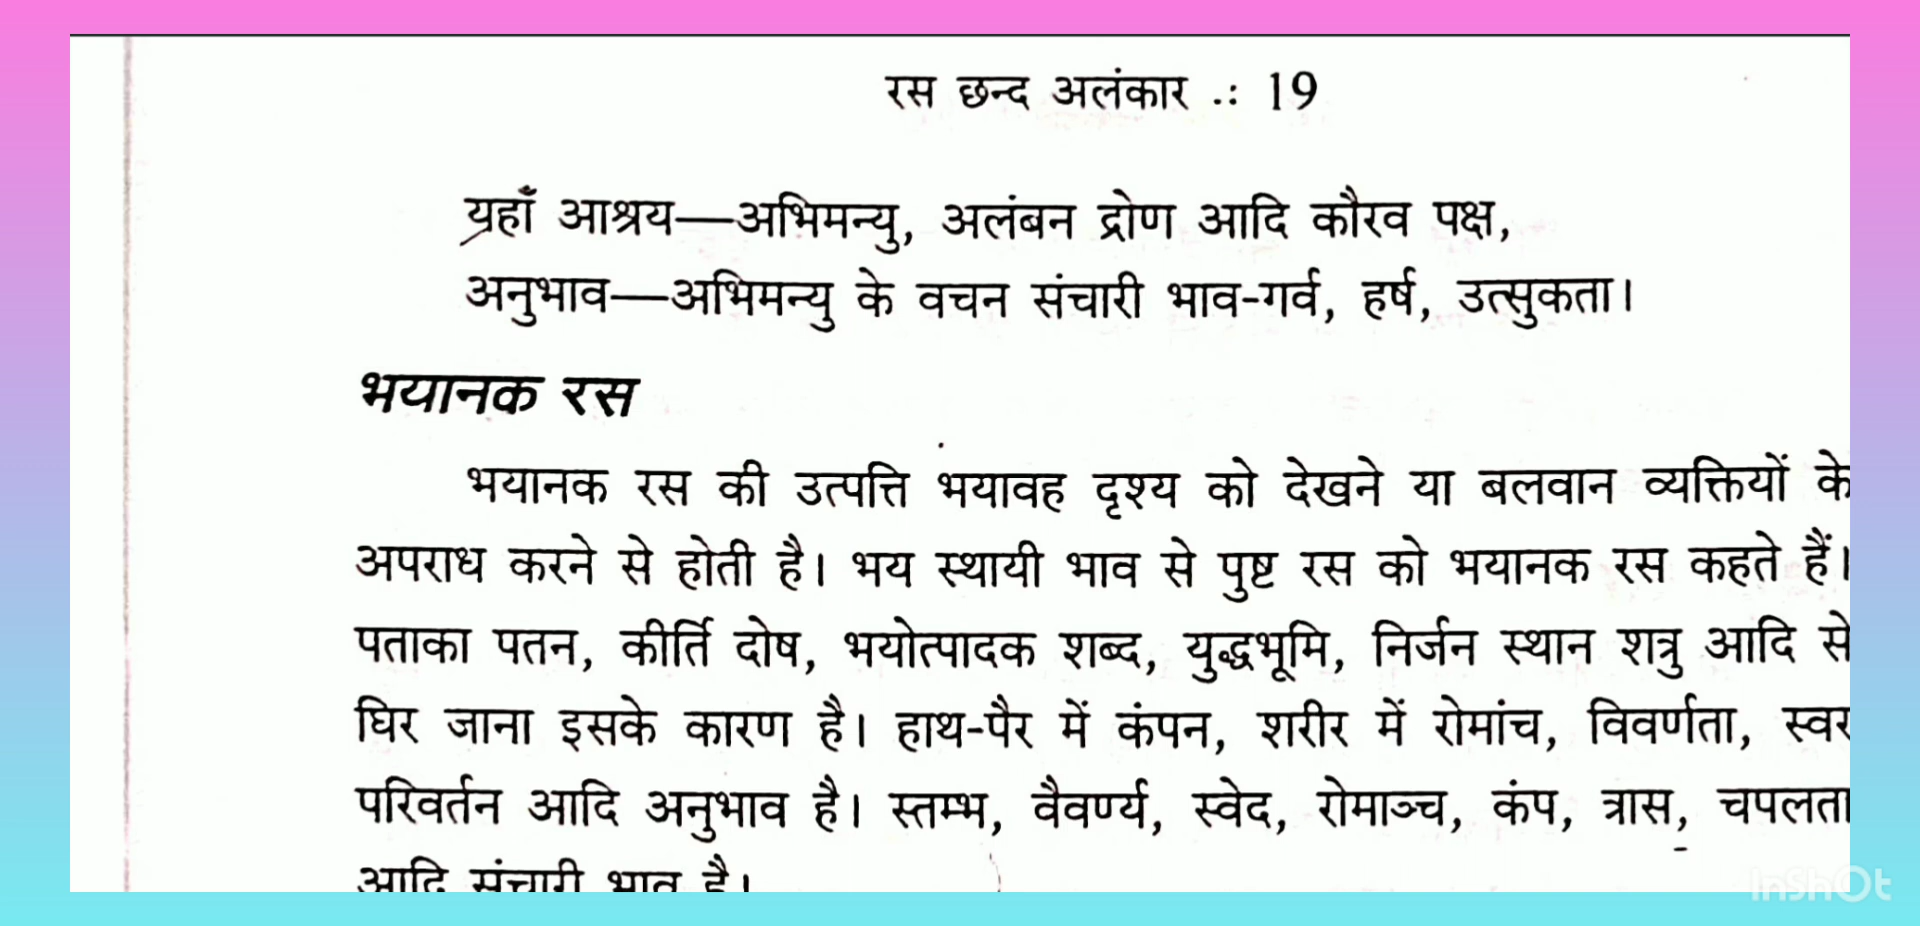 रस छन्द अलंकार .: 19
यहाँ आश्रय—अभिमन्यु, अलंबन द्रोण आदि कौरव पक्ष,
अनुभाव—अभिमन्यु के वचन संचारी भाव-गर्व, हर्ष, उत्सुकता।
भयानक रस
भयानक रस की उत्पत्ति भयावह दृश्य को देखने या बलवान व्यक्तियों के
अपराध करने से होती है। भय स्थायी भाव से पुष्ट रस को भयानक रस कहते हैं।
पताका पतन, कीर्ति दोष, भयोत्पादक शब्द, युद्धभूमि, निर्जन स्थान शत्रु आदि से
घिर जाना इसके कारण है। हाथ-पैर में कंपन, शरीर में रोमांच, विवर्णता, स्वर
परिवर्तन आदि अनुभाव है। स्तम्भ, वैवर्ण्य, स्वेद, रोमाञ्च, कंप, त्रास, चपलता
आदि संचारी भाव है।
InShOt